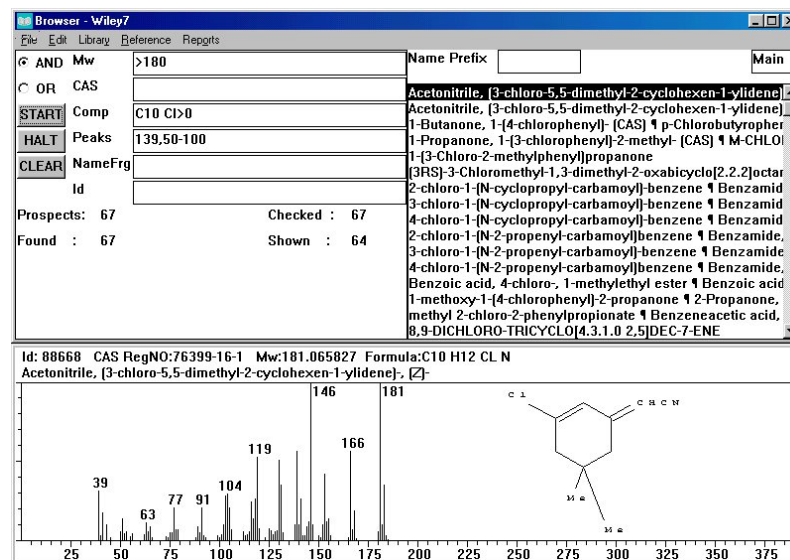 Browser - Wiley7
File Edit Library Reference Reports
AND Mw >180
OR CAS
START Comp C10 Cl>0
HALT Peaks 139,50-100
CLEAR NameFrg
Id
Prospects: 67 Checked : 67
Found : 67 Shown : 64
Name Prefix Main
Acetonitrile, (3-chloro-5,5-dimethyl-2-cyclohexen-1-ylidene)
Acetonitrile, (3-chloro-5,5-dimethyl-2-cyclohexen-1-ylidene)
1-Butanone, 1-(4-chlorophenyl)- (CAS) ¶ p-Chlorobutyrophen
1-Propanone, 1-(3-chlorophenyl)-2-methyl- (CAS) ¶ M-CHLO
1-(3-Chloro-2-methylphenyl)propanone
(3RS)-3-Chloromethyl-1,3-dimethyl-2-oxabicyclo[2.2.2]octan
2-chloro-1-(N-cyclopropyl-carbamoyl)-benzene ¶ Benzamid
3-chloro-1-(N-cyclopropyl-carbamoyl)-benzene ¶ Benzamid
4-chloro-1-(N-cyclopropyl-carbamoyl)-benzene ¶ Benzamid
2-chloro-1-(N-2-propenyl-carbamoyl)benzene ¶ Benzamide,
3-chloro-1-(N-2-propenyl-carbamoyl)-benzene ¶ Benzamid
4-chloro-1-(N-2-propenyl-carbamoyl)benzene ¶ Benzamide,
Benzoic acid, 4-chloro-, 1-methylethyl ester ¶ Benzoic acid
1-methoxy-1-(4-chlorophenyl)-2-propanone ¶ 2-Propanone,
methyl 2-chloro-2-phenylpropionate ¶ Benzeneacetic acid,
8,9-DICHLORO-TRICYCLO[4.3.1.0 2,5]DEC-7-ENE
Id: 88668 CAS RegNO:76399-16-1 Mw:181.065827 Formula:C10 H12 CL N
Acetonitrile, (3-chloro-5,5-dimethyl-2-cyclohexen-1-ylidene)-, (Z)-
146 181
119 166
39 63 77 91 104
Cl CHCN
Me
Me
25 50 75 100 125 150 175 200 225 250 275 300 325 350 375